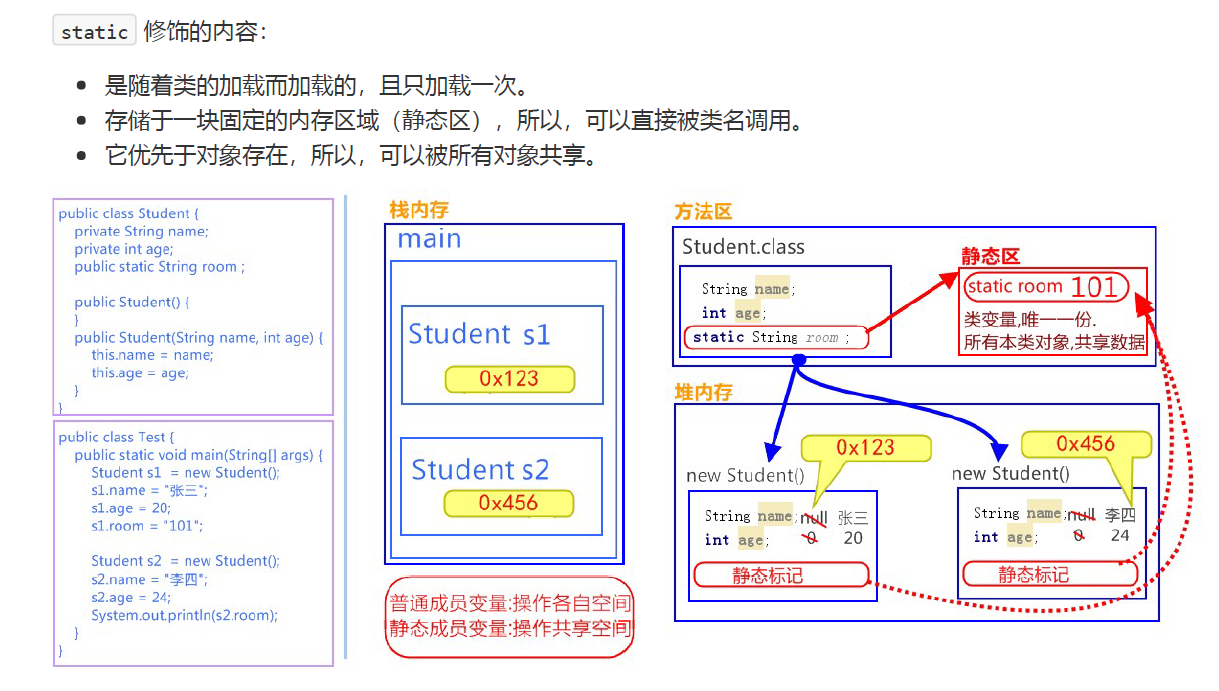 static 修饰的内容：
是随着类的加载而加载的，且只加载一次。
存储于一块固定的内存区域（静态区），所以，可以直接被类名调用。
它优先于对象存在，所以，可以被所有对象共享。
public class Student {
private String name;
private int age;
public static String room ;
public Student() {
}
public Student(String name, int age) {
this.name = name;
this.age = age;
}
}
public class Test {
public static void main(String[] args) {
Student s1 = new Student();
s1.name = "张三";
s1.age = 20;
s1.room = "101";
Student s2 = new Student();
s2.name = "李四";
s2.age = 24;
System.out.println(s2.room);
}
}
栈内存
main
Student s1
0x123
Student s2
0x456
普通成员变量:操作各自空间
静态成员变量:操作共享空间
方法区
Student.class
String name;
int age;
static String room ;
静态区
static room 101
类变量,唯一一份.
所有本类对象,共享数据
堆内存
0x123
new Student()
String name; null 张三
int age; 0 20
静态标记
0x456
new Student()
String name; null 李四
int age; 0 24
静态标记